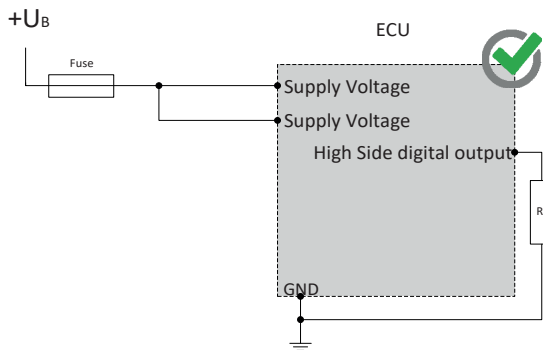 +UB
ECU
Fuse
Supply Voltage
Supply Voltage
High Side digital output
R
GND